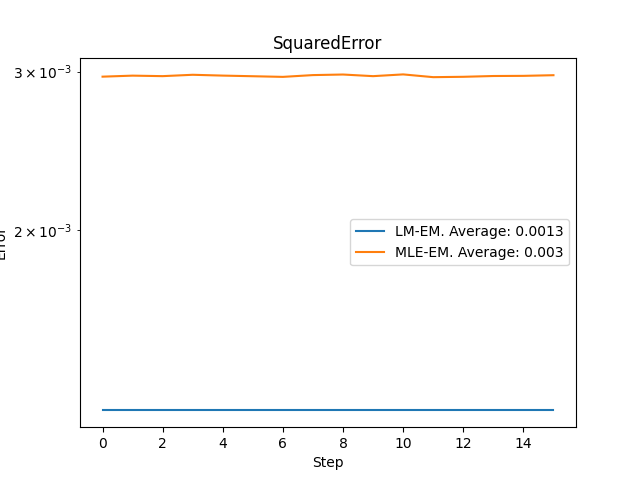 SquaredError
3 × 10⁻³
2 × 10⁻³
Error
LM-EM. Average: 0.0013
MLE-EM. Average: 0.003
0 2 4 6 8 10 12 14
Step